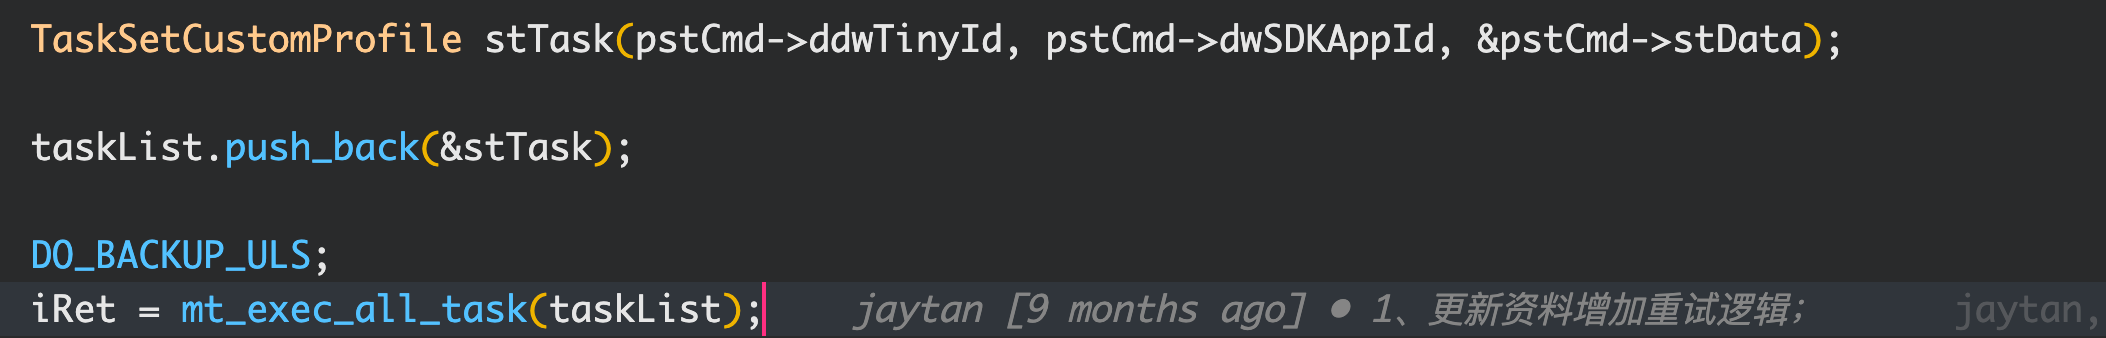 TaskSetCustomProfile stTask(pstCmd->ddwTinyId, pstCmd->dwSDKAppId, &pstCmd->stData);
taskList.push_back(&stTask);
DO_BACKUP_ULS;
iRet = mt_exec_all_task(taskList); jaytan [9 months ago] • 1、更新资料增加重试逻辑; jaytan,